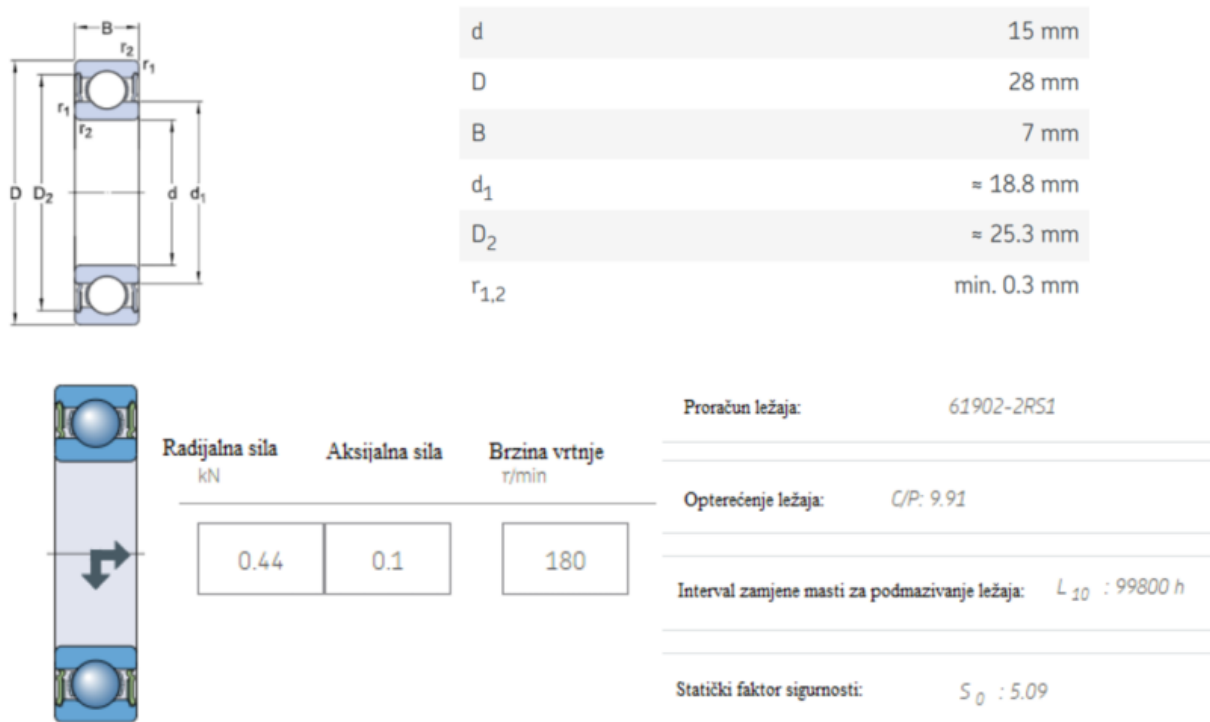 B
r2
r1
r1
r2
D D2 d d1
d 15 mm
D 28 mm
B 7 mm
d1 ≈ 18.8 mm
D2 ≈ 25.3 mm
r1,2 min. 0.3 mm
Radijalna sila Aksijalna sila Brzina vrtnje
kN r/min
0.44 0.1 180
Proračun ležaja: 61902-2RS1
Opterećenje ležaja: C/P: 9.91
Interval zamjene masti za podmazivanje ležaja: L10 : 99800 h
Statički faktor sigurnosti: S0 : 5.09